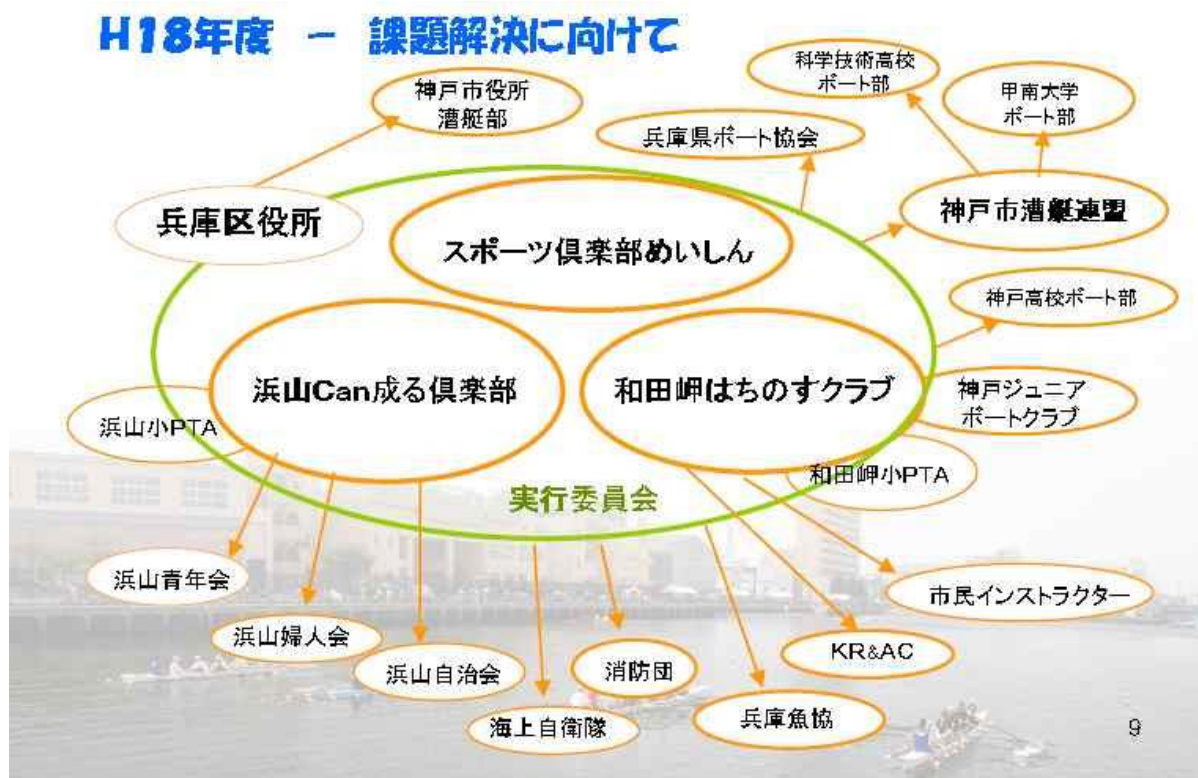 H18年度 － 課題解決に向けて
科学技術高校
ボート部
神戸市役所
漕艇部
甲南大学
ボート部
兵庫県ボート協会
兵庫区役所
神戸市漕艇連盟
スポーツ倶楽部めいしん
神戸高校ボート部
浜山Can成る倶楽部
和田岬はちのすクラブ
神戸ジュニア
ボートクラブ
浜山小PTA
和田岬小PTA
実行委員会
浜山青年会
市民インストラクター
浜山婦人会
KR&AC
浜山自治会
消防団
兵庫魚協
海上自衛隊
9